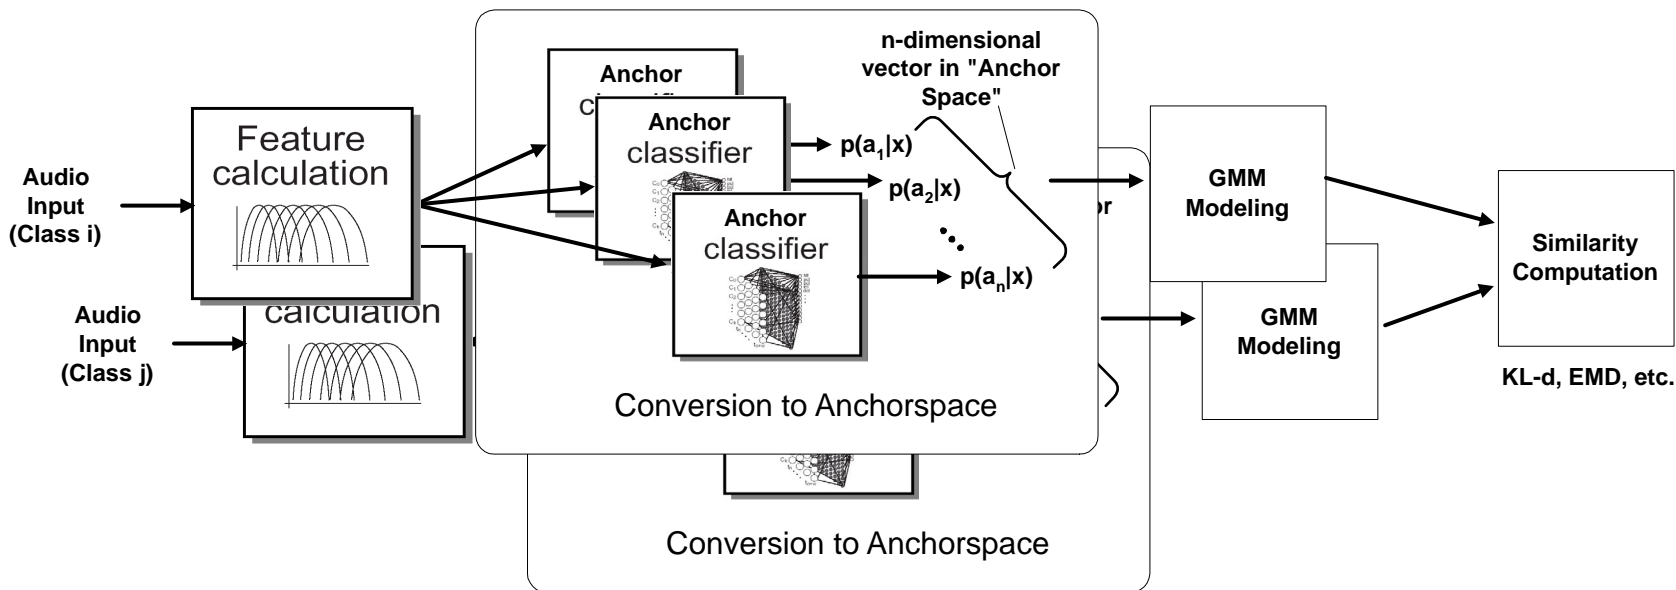 n-dimensional
vector in "Anchor
Space"
Anchor
Feature
calculation
Anchor
classifier
p(a1|x)
p(a2|x)
Audio
Input
(Class i)
GMM
Modeling
or
Anchor
classifier
p(an|x)
Similarity
Computation
calculation
Audio
Input
(Class j)
GMM
Modeling
KL-d, EMD, etc.
Conversion to Anchorspace
Conversion to Anchorspace